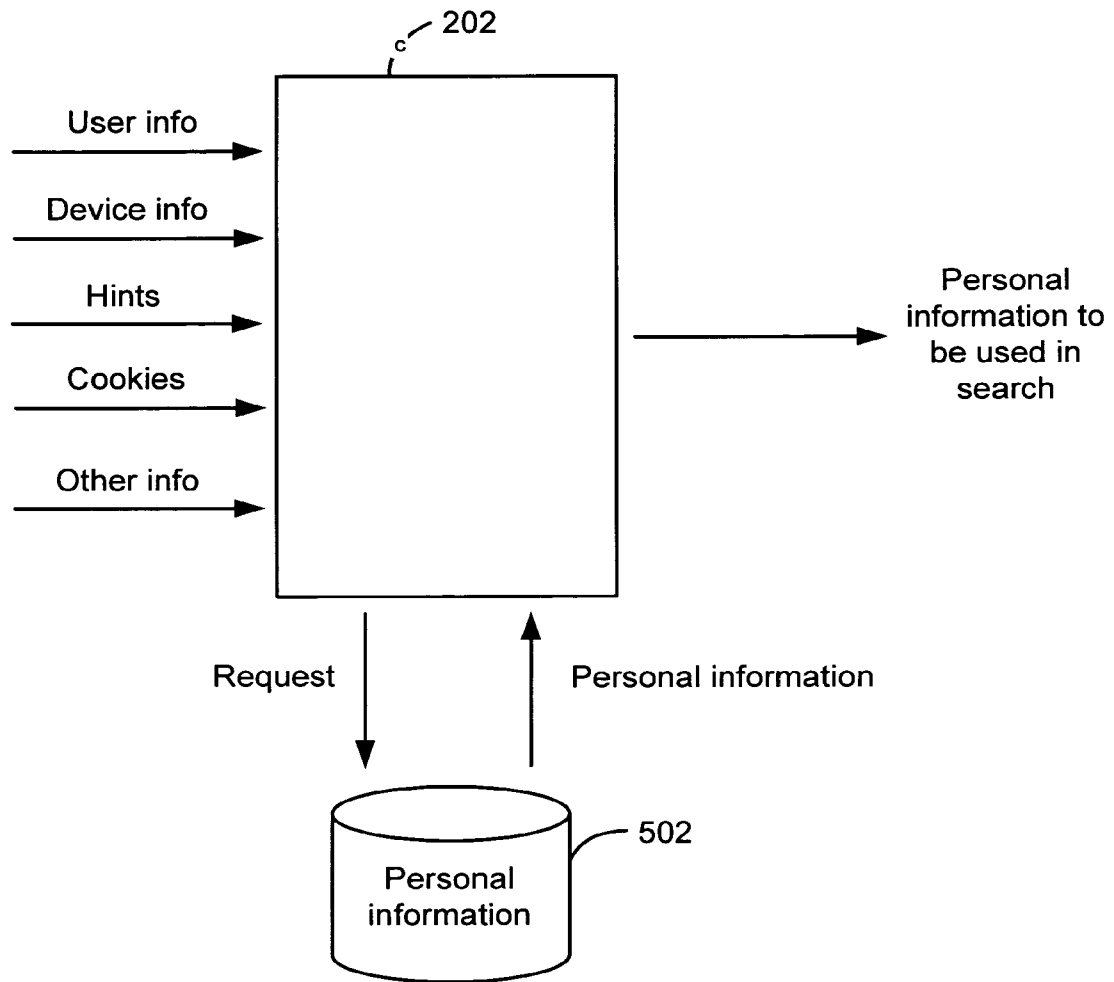 202
c
User info
Device info
Hints
Cookies
Other info
Personal
information to
be used in
search
Request
Personal information
502
Personal
information